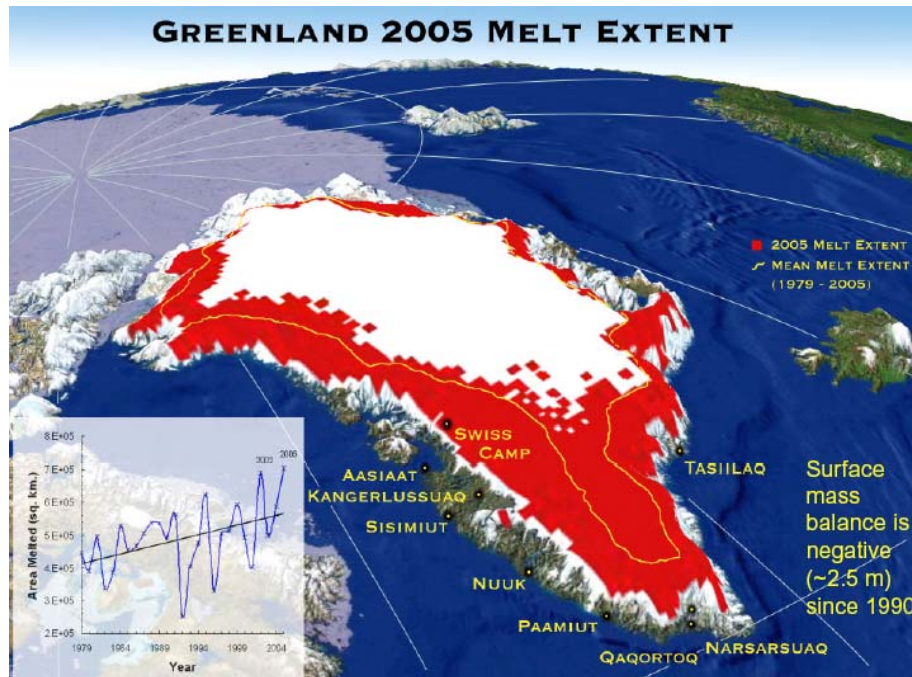 GREENLAND 2005 MELT EXTENT
2005 MELT EXTENT
MEAN MELT EXTENT
(1979 - 2005)
SWISS
CAMP
AASIAAT
KANGERLUSSUAQ
SISIMIUT
NUUK
PAAMIUT
QAQORTOQ
NARSARSUAQ
TASIILAQ
Surface
mass
balance is
negative
(~2.5 m)
since 1990
Area Melted (sq. km.)
8E+05
7E+05
6E+05
5E+05
4E+05
3E+05
2E+05
1979
1984
1989
1994
1999
2004
Year